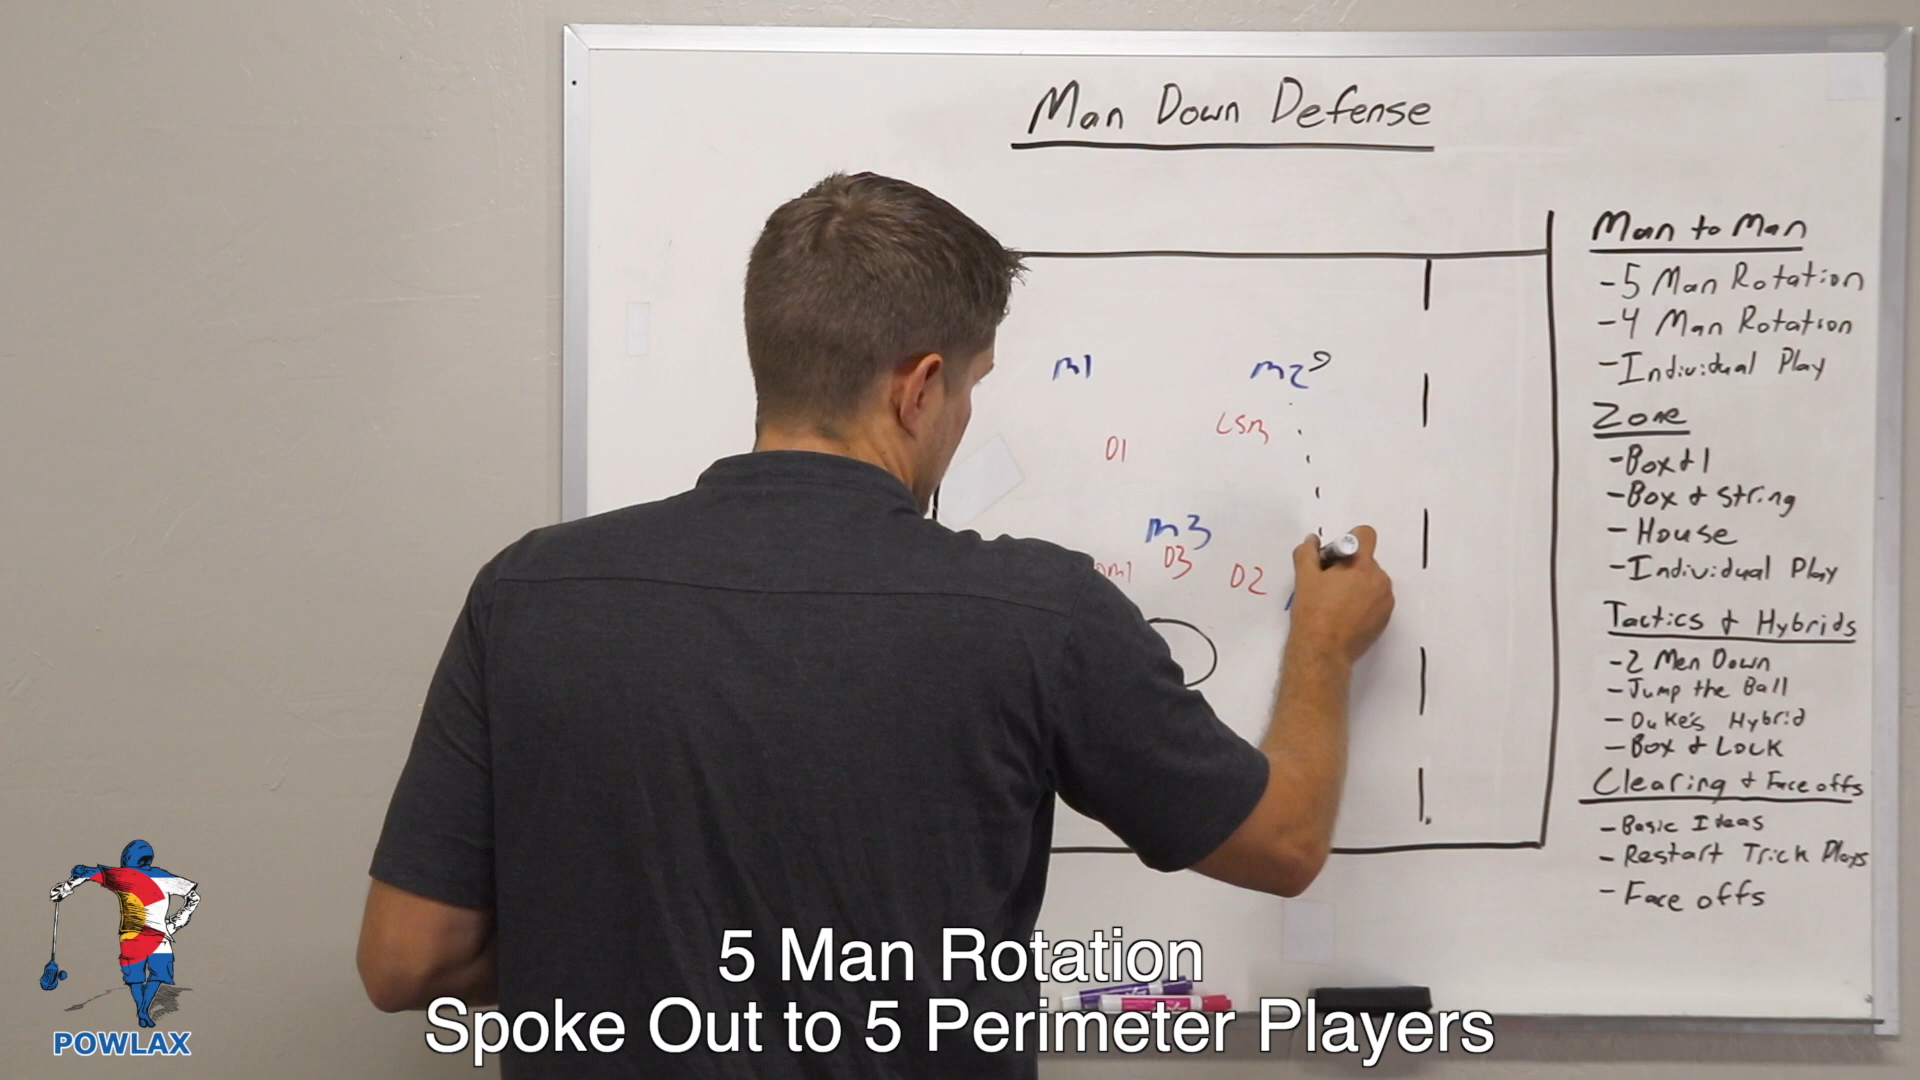 Man Down Defense
Man to Man
-5 Man Rotation
-4 Man Rotation
-Individual Play
Zone
-Box & 1
-Box & String
-House
-Individual Play
Tactics & Hybrids
-2 Men Down
-Jump the Ball
-Duke's Hybrid
-Box & Lock
Clearing & Face offs
-Basic Ideas
-Restart Trick Plays
-Face offs
M1
M2
LSM
D1
M3
D3
D2
5 Man Rotation
Spoke Out to 5 Perimeter Players
POWLAX